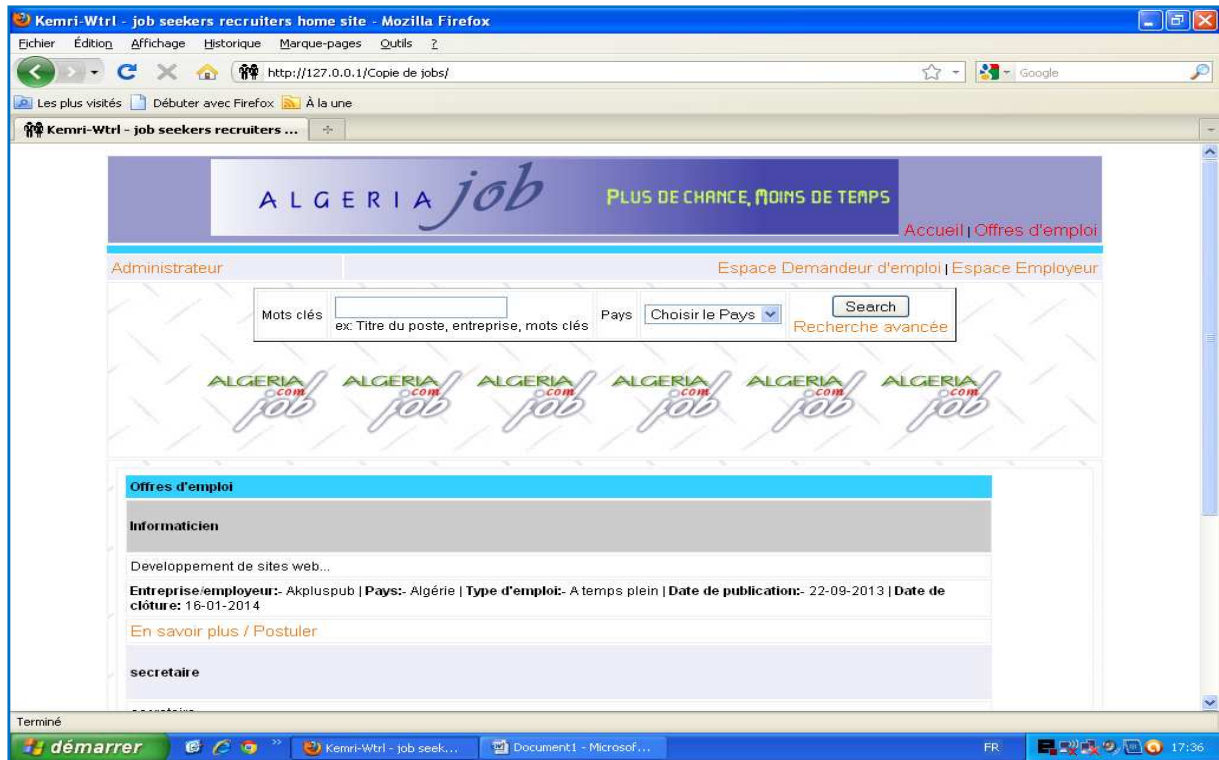 Kemri-Wtrl - job seekers recruiters home site - Mozilla Firefox
Eichier Édition Affichage Historique Marque-pages Outils ?
http://127.0.0.1/Copie de jobs/
Google
Les plus visités Débuter avec Firefox À la une
Kemri-Wtrl - job seekers recruiters ...
ALGERIA job PLUS DE CHANCE, MOINS DE TEMPS
Accueil | Offres d'emploi
Administrateur Espace Demandeur d'emploi | Espace Employeur
Mots clés Pays Choisir le Pays Search
ex: Titre du poste, entreprise, mots clés Recherche avancée
ALGERIA ALGERIA ALGERIA ALGERIA ALGERIA ALGERIA
com com com com com com
job job job job job job
Offres d'emploi
Informaticien
Developpement de sites web...
Entreprise/employeur:- Akpluspub | Pays:- Algérie | Type d'emploi:- A temps plein | Date de publication:- 22-09-2013 | Date de
clôture: 16-01-2014
En savoir plus / Postuler
secretaire
secretaire
Terminé
démarrer Kemri-Wtrl - job seek... Document1 - Microsof... FR 17:36